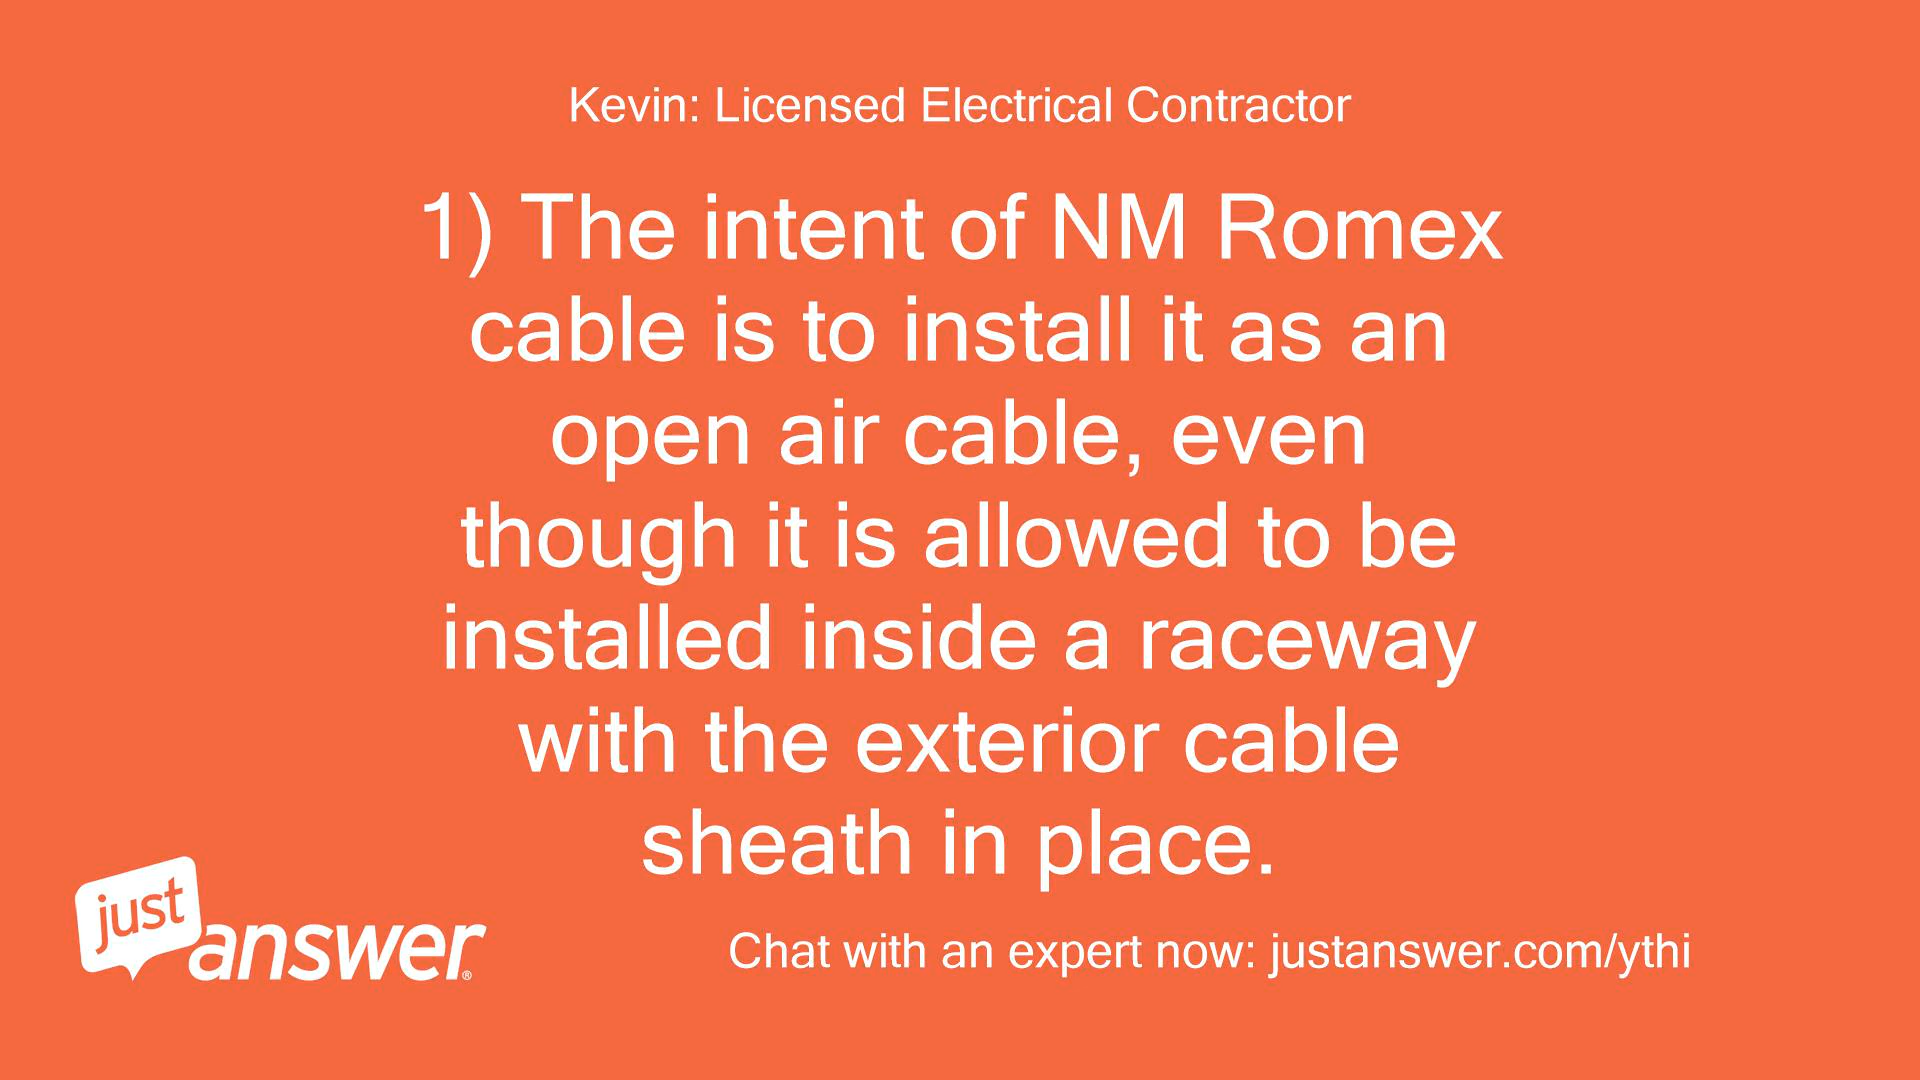 Kevin: Licensed Electrical Contractor
1) The intent of NM Romex
cable is to install it as an
open air cable, even
though it is allowed to be
installed inside a raceway
with the exterior cable
sheath in place.
just
answer®
Chat with an expert now: justanswer.com/ythi